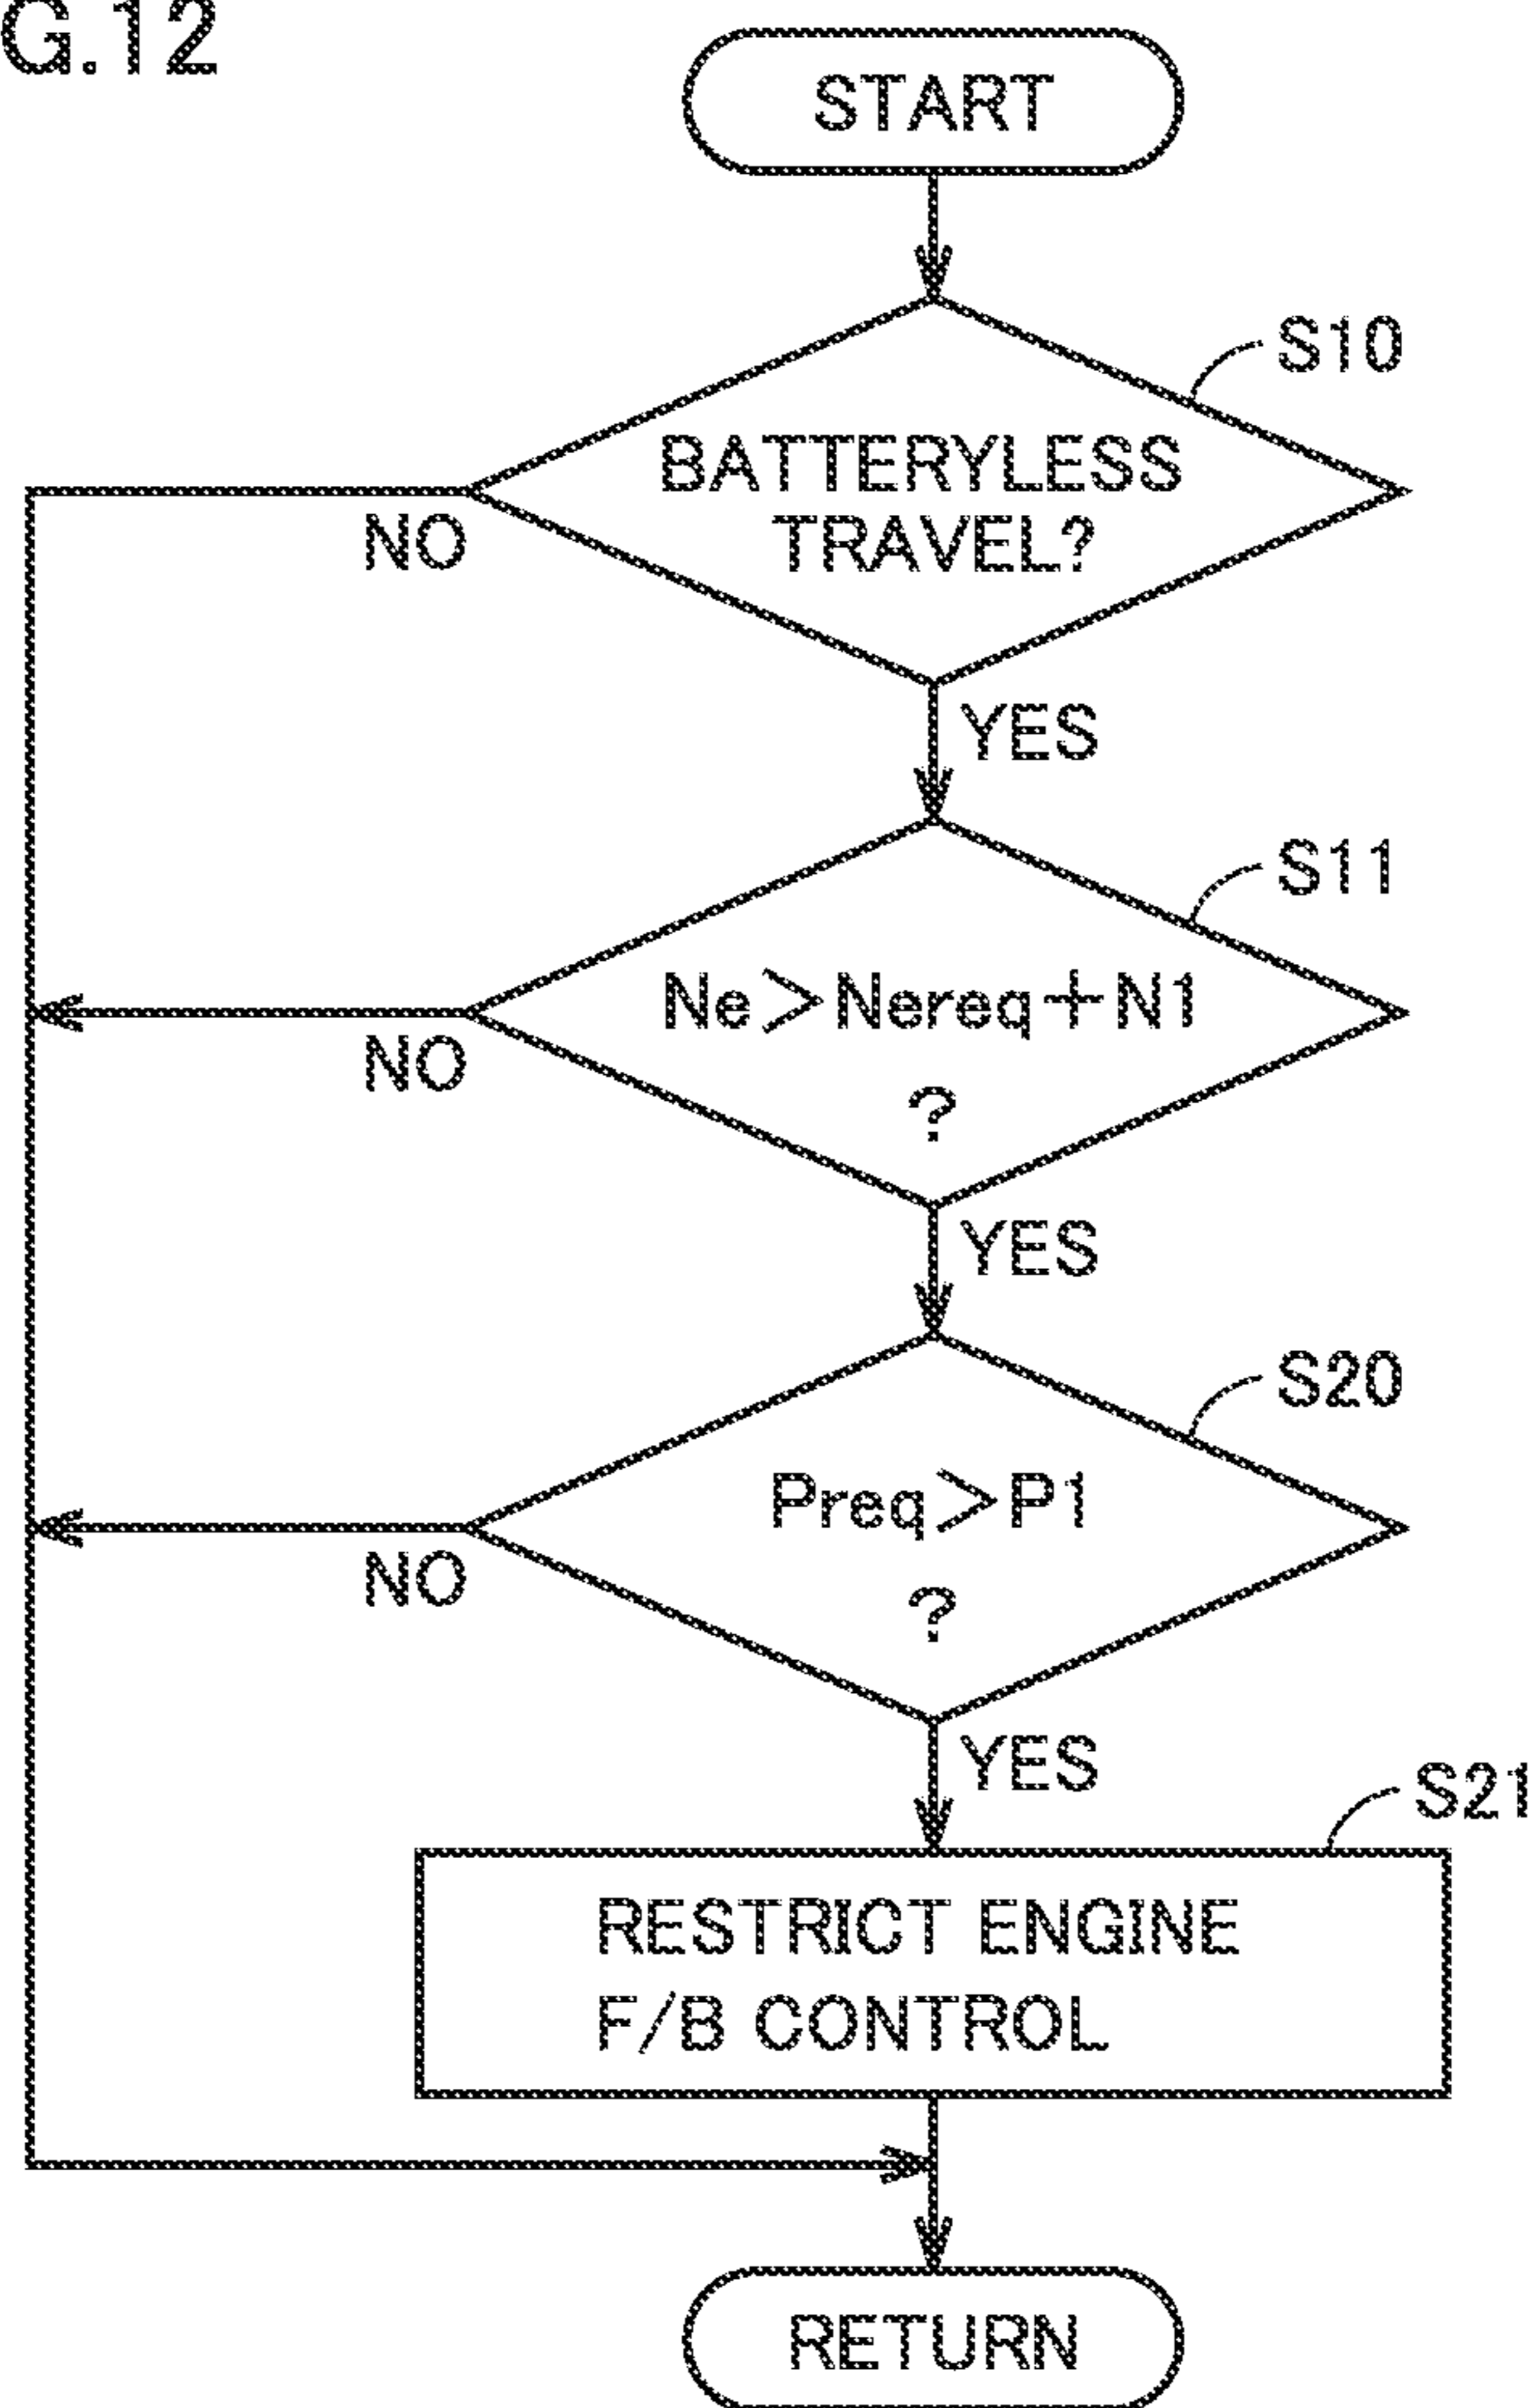 G.12
START
S10
BATTERYLESS
TRAVEL?
NO
YES
S11
Ne>Nereq+N1
?
NO
YES
S20
Preq>P1
?
NO
YES
S21
RESTRICT ENGINE
F/B CONTROL
RETURN